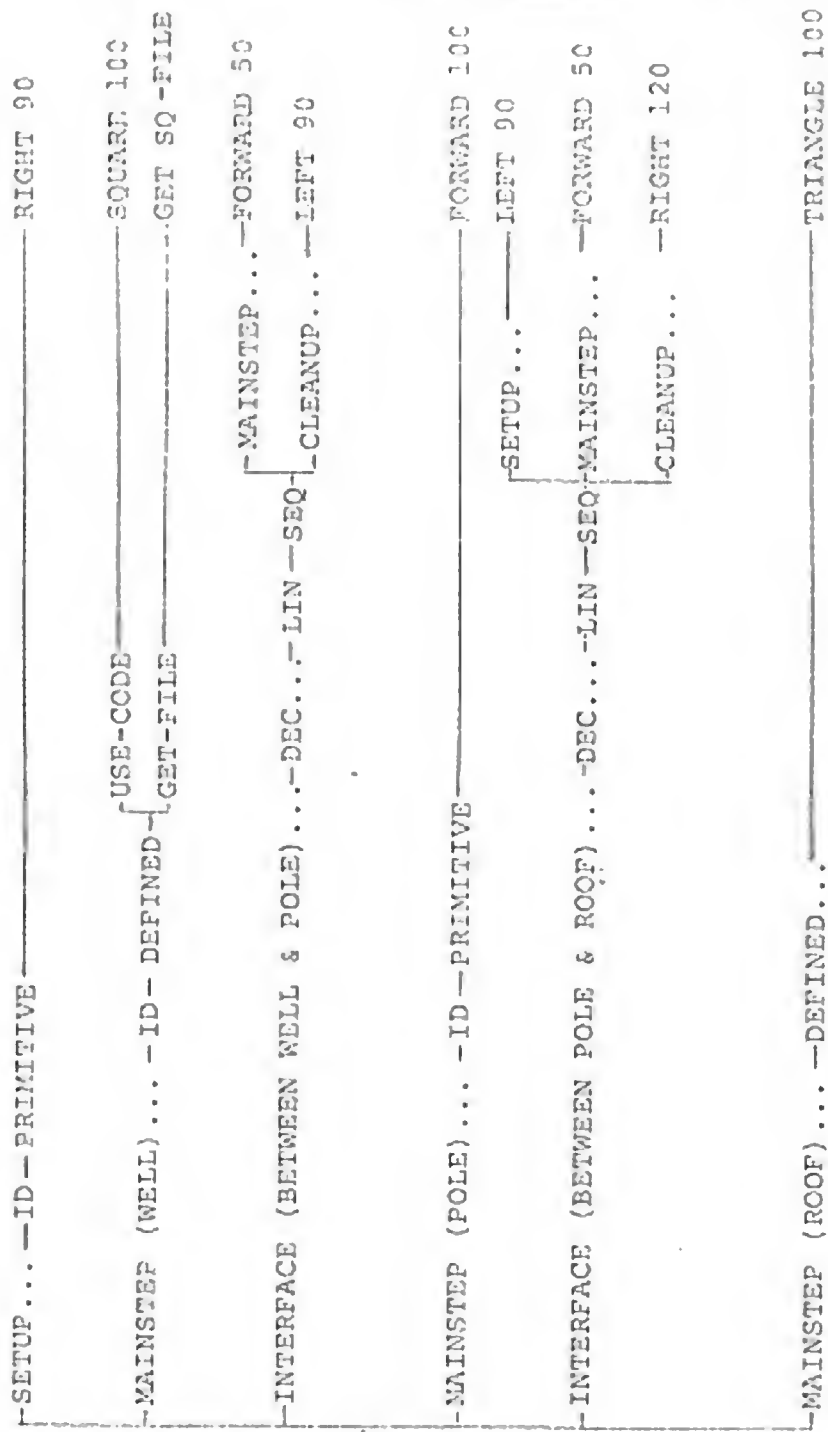 SETUP... — ID — PRIMITIVE — RIGHT 90
USE-CODE — SQUARE 100
MAINSTEP (WELL)... — ID — DEFINED
GET-FILE — GET SQ-FILE
MAINSTEP... — FORWARD 50
INTERFACE (BETWEEN WELL & POLE)... — DEC... — LIN — SEQ
CLEANUP... — LEFT 90
MAINSTEP (POLE)... — ID — PRIMITIVE — FORWARD 100
SETUP... — LEFT 90
INTERFACE (BETWEEN POLE & ROOF)... — DEC... — LIN — SEQ — MAINSTEP... — FORWARD 50
CLEANUP... — RIGHT 120
MAINSTEP (ROOF)... — DEFINED... — TRIANGLE 100